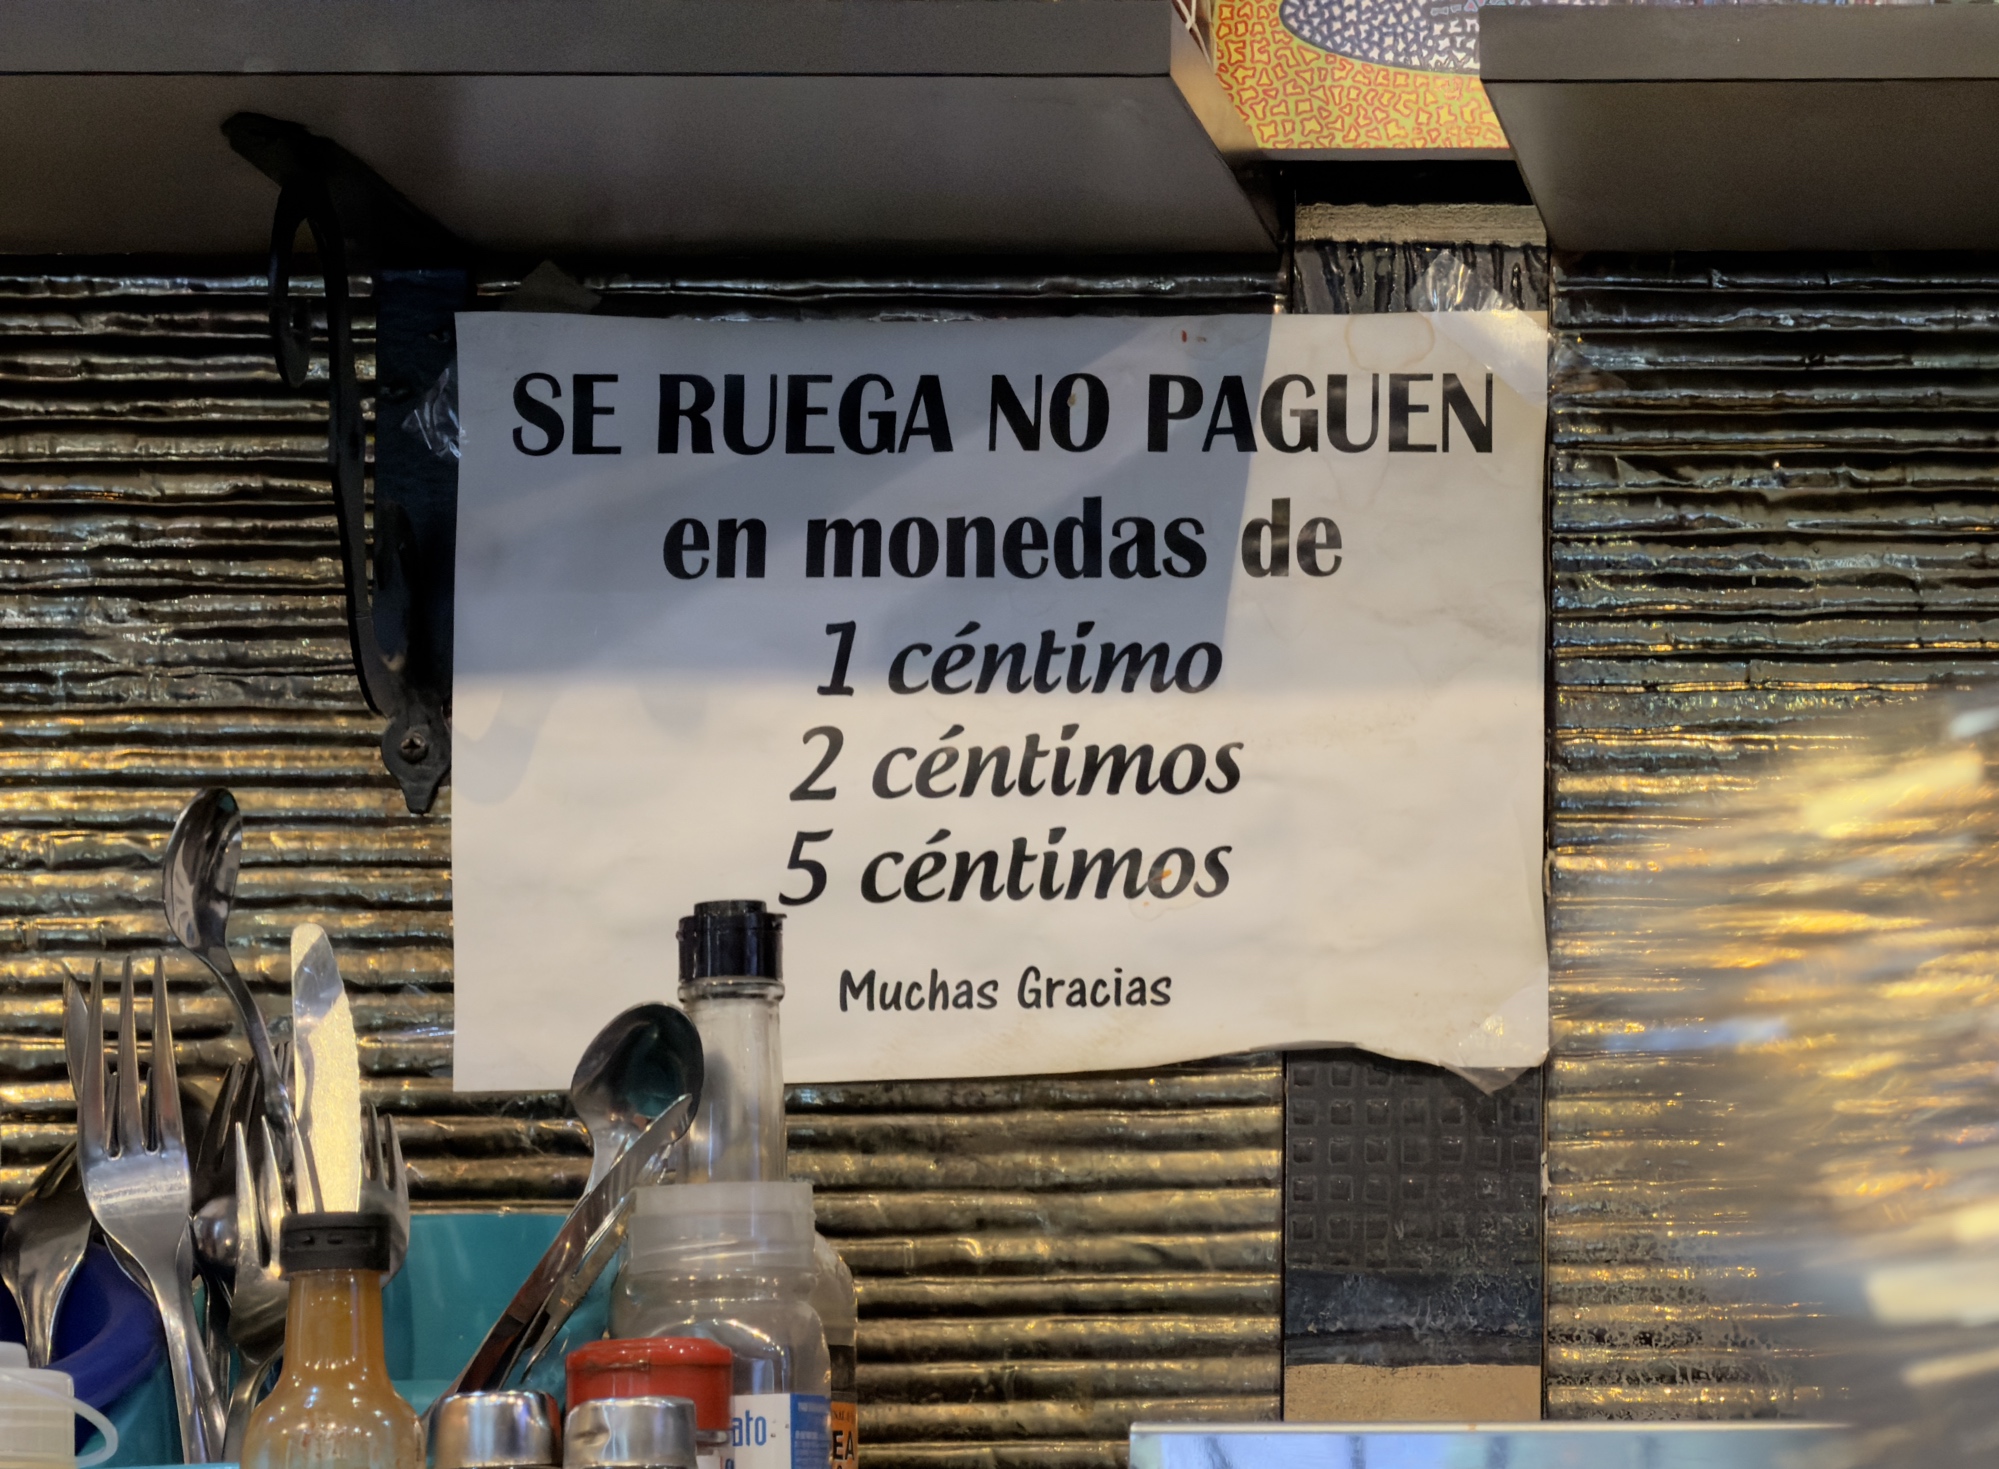 SE RUEGA NO PAGUEN
en monedas de
1 céntimo
2 céntimos
5 céntimos
Muchas Gracias